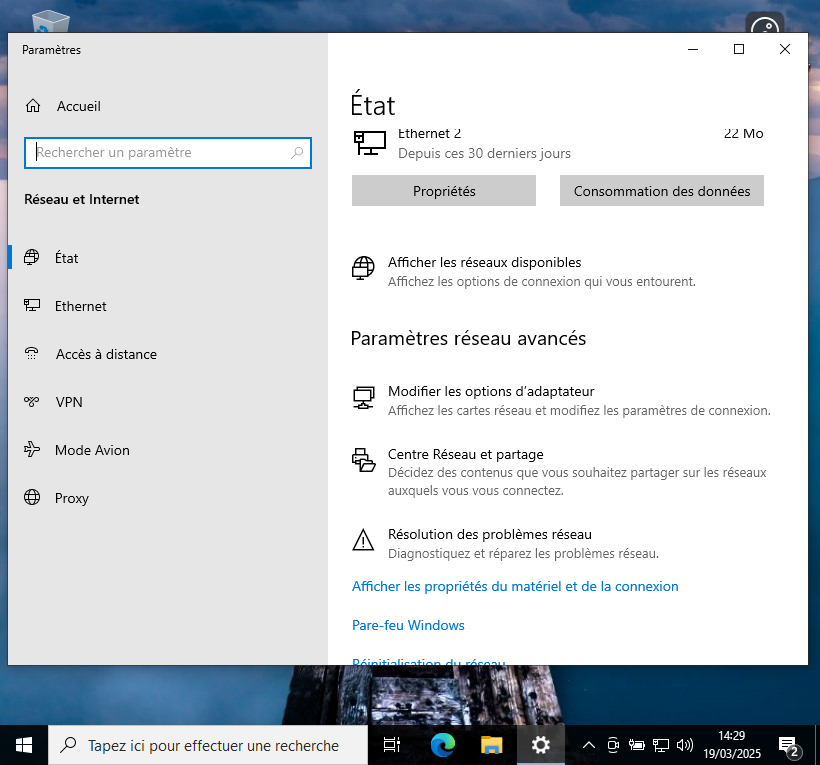 Paramètres
Accueil
Rechercher un paramètre
Réseau et Internet
État
Ethernet
Accès à distance
VPN
Mode Avion
Proxy
État
Ethernet 2
22 Mo
Depuis ces 30 derniers jours
Propriétés
Consommation des données
Afficher les réseaux disponibles
Affichez les options de connexion qui vous entourent.
Paramètres réseau avancés
Modifier les options d’adaptateur
Affichez les cartes réseau et modifiez les paramètres de connexion.
Centre Réseau et partage
Décidez des contenus que vous souhaitez partager sur les réseaux
auxquels vous vous connectez.
Résolution des problèmes réseau
Diagnostiquez et réparez les problèmes réseau.
Afficher les propriétés du matériel et de la connexion
Pare-feu Windows
Réinitialisation du réseau
Tapez ici pour effectuer une recherche
14:29
19/03/2025
2